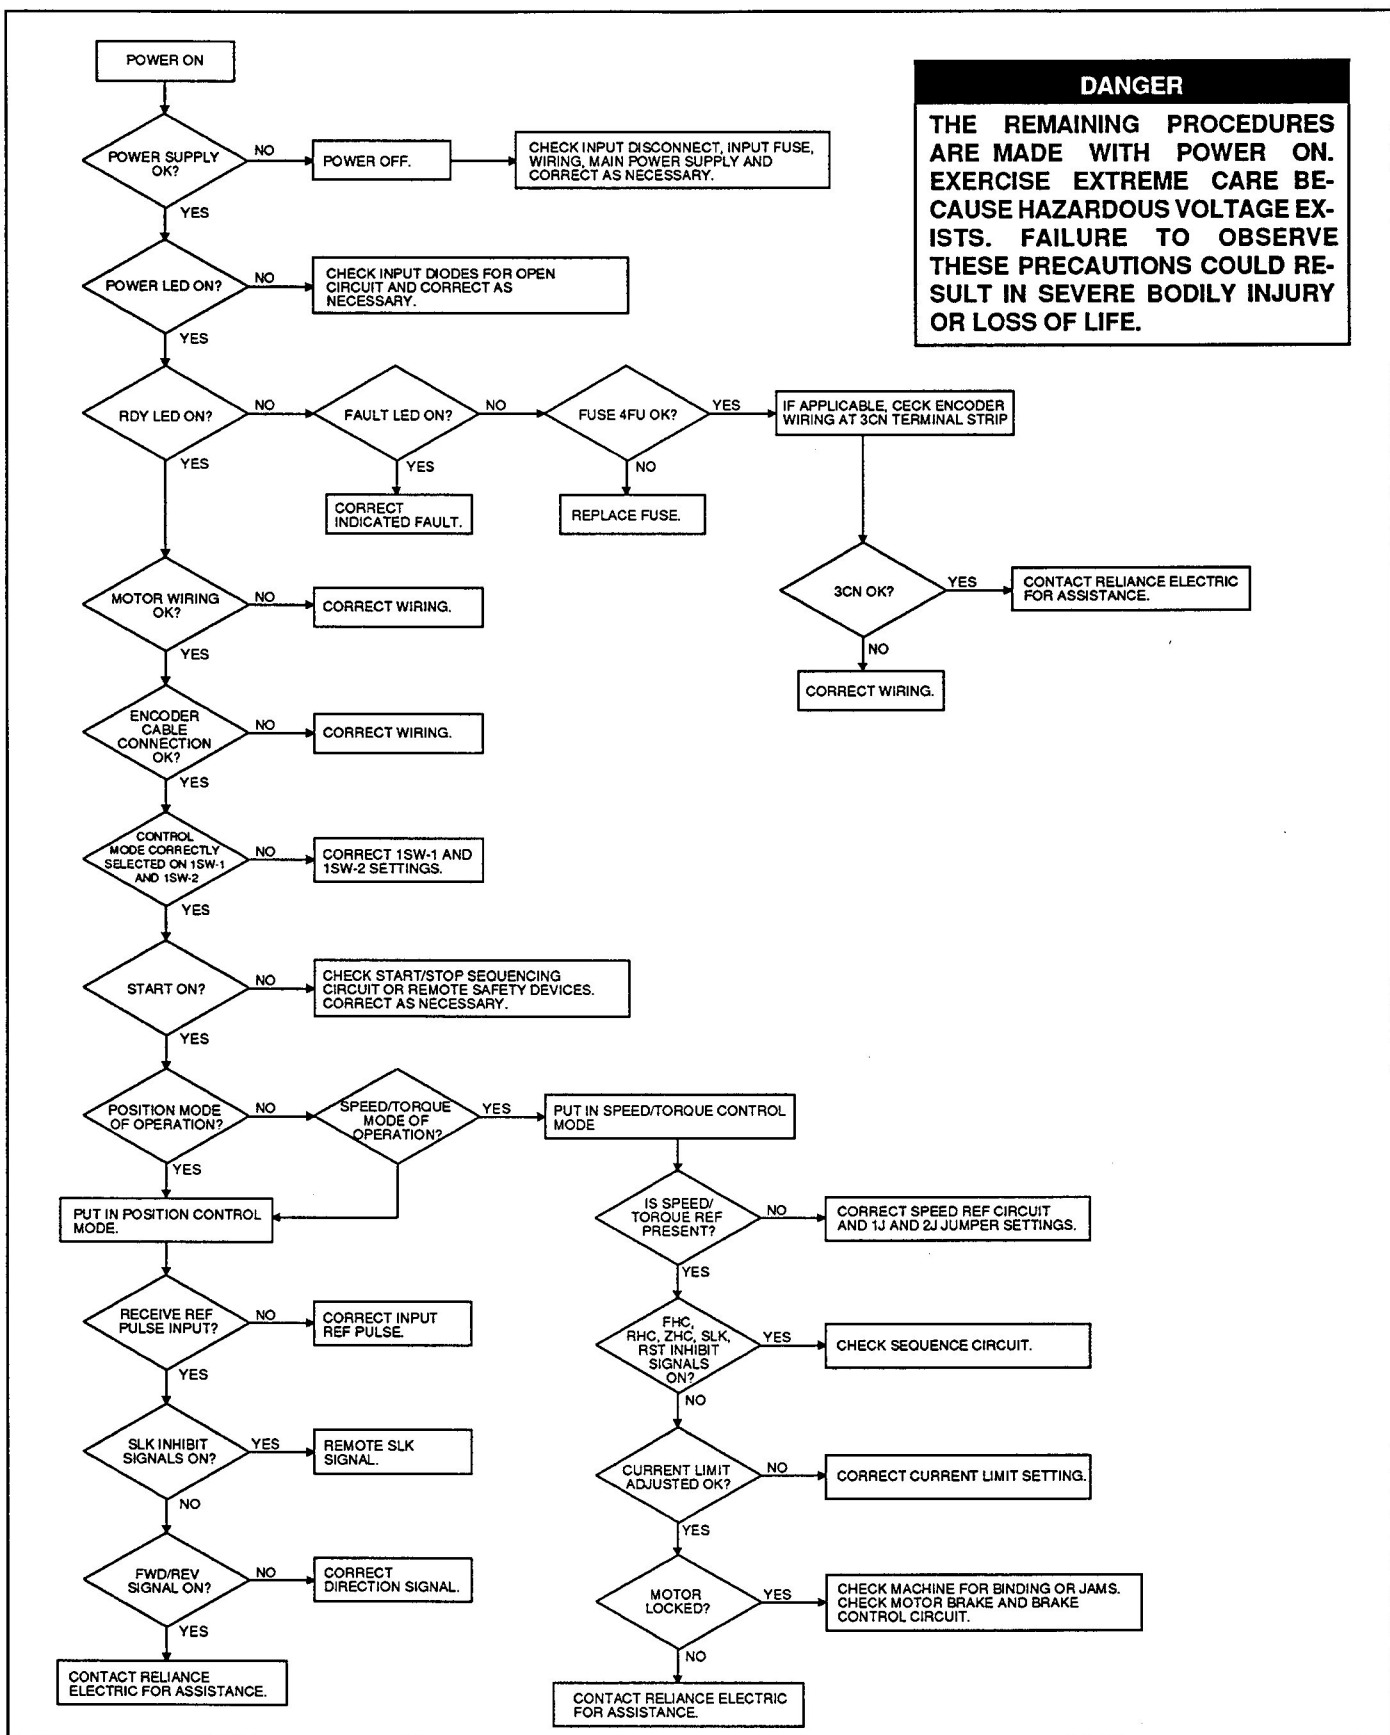 POWER ON
DANGER
THE REMAINING PROCEDURES
ARE MADE WITH POWER ON.
EXERCISE EXTREME CARE BE-
CAUSE HAZARDOUS VOLTAGE EX-
ISTS. FAILURE TO OBSERVE
THESE PRECAUTIONS COULD RE-
SULT IN SEVERE BODILY INJURY
OR LOSS OF LIFE.
POWER SUPPLY
OK?
NO
POWER OFF.
CHECK INPUT DISCONNECT, INPUT FUSE,
WIRING, MAIN POWER SUPPLY AND
CORRECT AS NECESSARY.
YES
POWER LED ON?
NO
CHECK INPUT DIODES FOR OPEN
CIRCUIT AND CORRECT AS
NECESSARY.
YES
RDY LED ON?
NO
FAULT LED ON?
NO
FUSE 4FU OK?
YES
IF APPLICABLE, CECK ENCODER
WIRING AT 3CN TERMINAL STRIP
YES
YES
CORRECT
INDICATED FAULT.
NO
REPLACE FUSE.
3CN OK?
YES
CONTACT RELIANCE ELECTRIC
FOR ASSISTANCE.
NO
CORRECT WIRING.
MOTOR WIRING
OK?
NO
CORRECT WIRING.
YES
ENCODER
CABLE
CONNECTION
OK?
NO
CORRECT WIRING.
YES
CONTROL
MODE CORRECTLY
SELECTED ON 1SW-1
AND 1SW-2
NO
CORRECT 1SW-1 AND
1SW-2 SETTINGS.
YES
START ON?
NO
CHECK START/STOP SEQUENCING
CIRCUIT OR REMOTE SAFETY DEVICES.
CORRECT AS NECESSARY.
YES
POSITION MODE
OF OPERATION?
NO
SPEED/TORQUE
MODE OF
OPERATION?
YES
PUT IN SPEED/TORQUE CONTROL
MODE
YES
PUT IN POSITION CONTROL
MODE.
RECEIVE REF
PULSE INPUT?
NO
CORRECT INPUT
REF PULSE.
YES
SLK INHIBIT
SIGNALS ON?
YES
REMOTE SLK
SIGNAL.
NO
FWD/REV
SIGNAL ON?
NO
CORRECT
DIRECTION SIGNAL.
YES
CONTACT RELIANCE
ELECTRIC FOR ASSISTANCE.
IS SPEED/
TORQUE REF
PRESENT?
NO
CORRECT SPEED REF CIRCUIT
AND 1J AND 2J JUMPER SETTINGS.
YES
FHC,
RHC, ZHC, SLK,
RST INHIBIT
SIGNALS
ON?
YES
CHECK SEQUENCE CIRCUIT.
NO
CURRENT LIMIT
ADJUSTED OK?
NO
CORRECT CURRENT LIMIT SETTING.
YES
MOTOR
LOCKED?
YES
CHECK MACHINE FOR BINDING OR JAMS.
CHECK MOTOR BRAKE AND BRAKE
CONTROL CIRCUIT.
NO
CONTACT RELIANCE ELECTRIC
FOR ASSISTANCE.